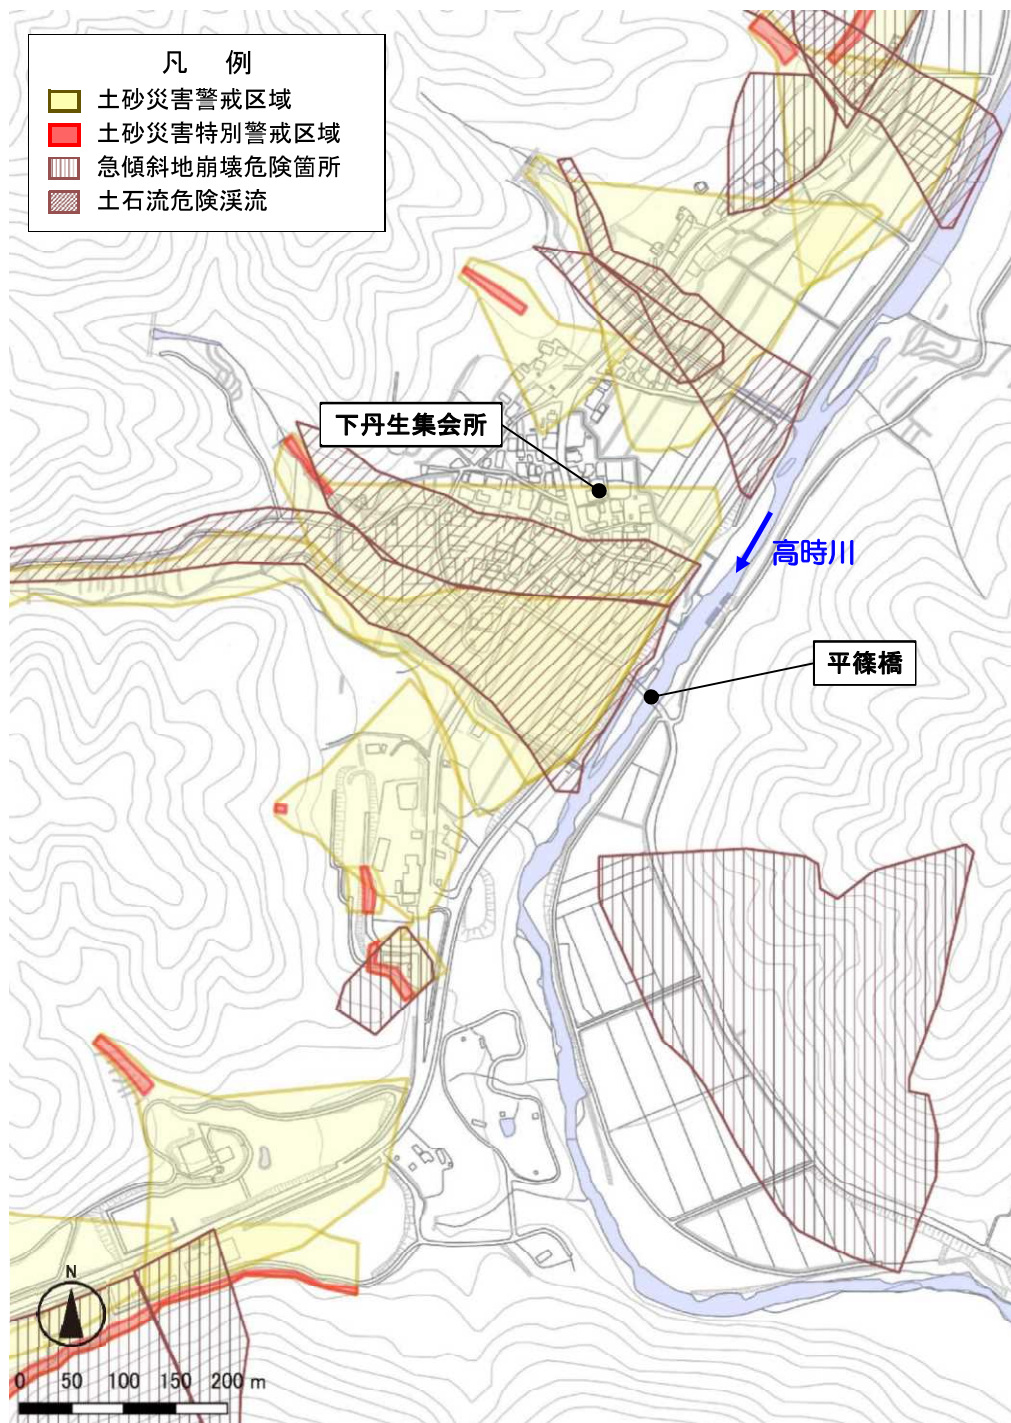 凡 例
土砂災害警戒区域
土砂災害特別警戒区域
急傾斜地崩壊危険箇所
土石流危険渓流
下丹生集会所
高時川
平篠橋
N
0 50 100 150 200 m